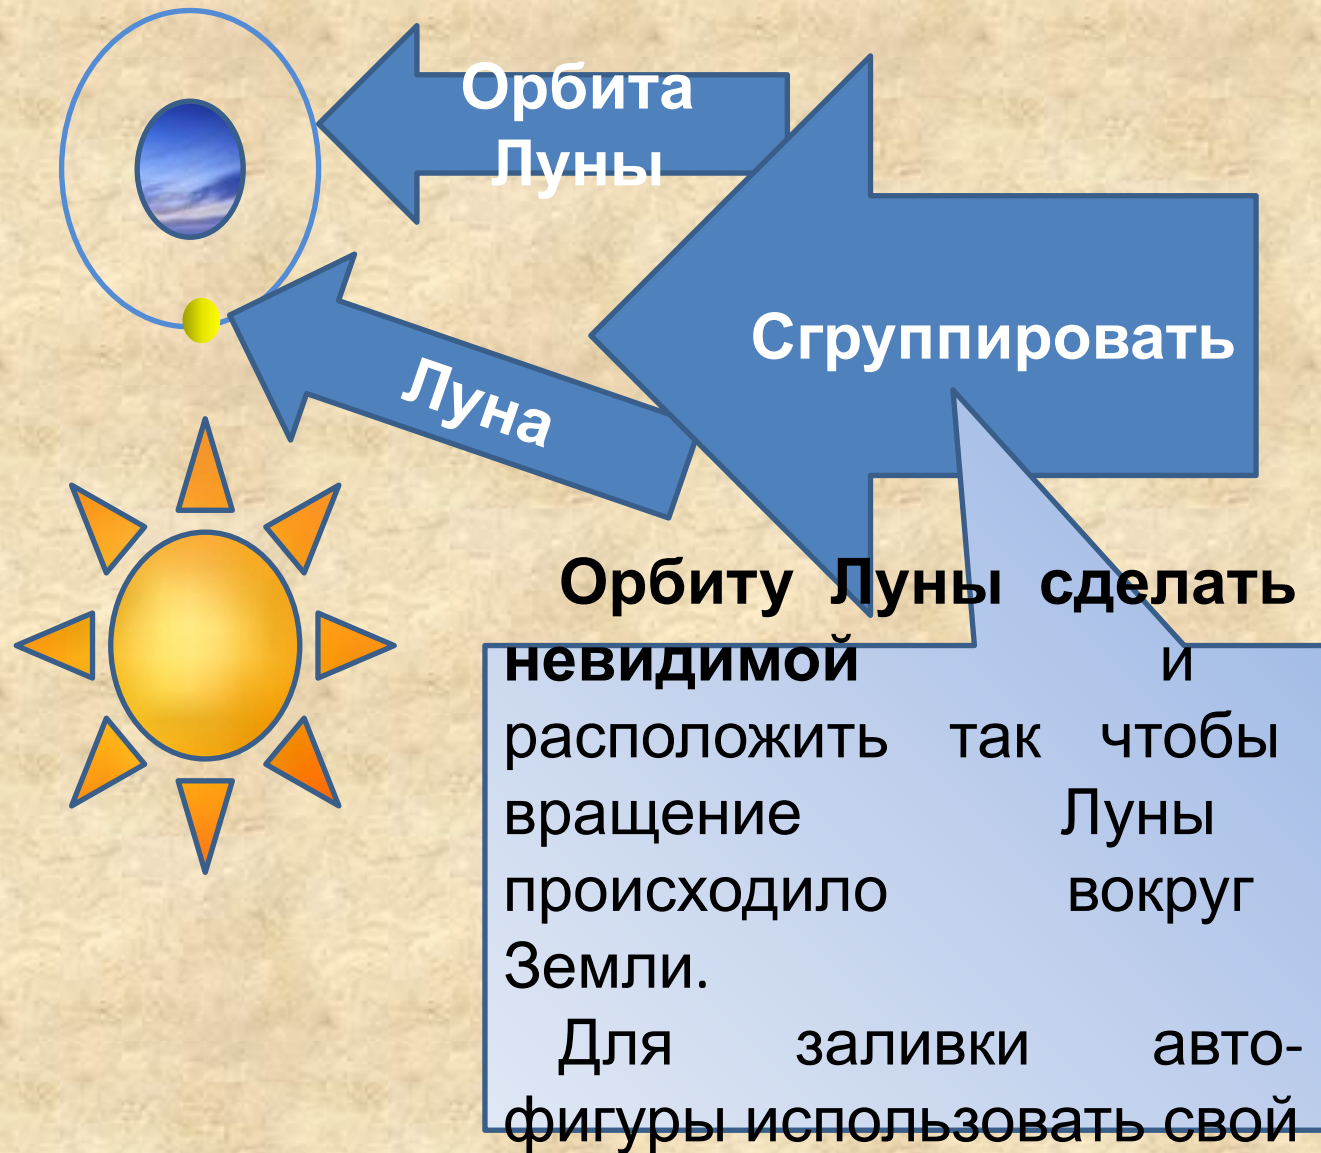 Орбита
Луны
Сгруппировать
Луна
Орбиту Луны сделать
невидимой и
расположить так чтобы
вращение Луны
происходило вокруг
Земли.
Для заливки авто-
фигуры использовать свой